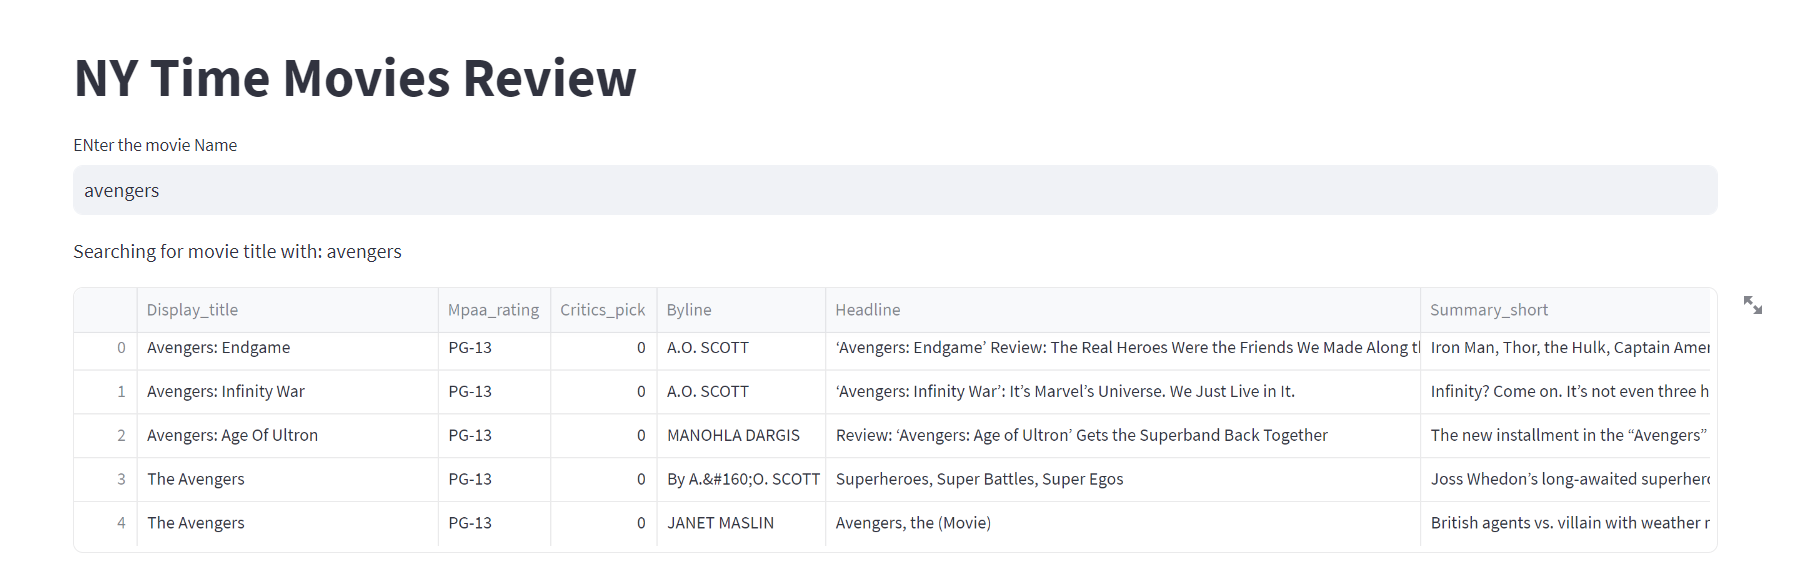 NY Time Movies Review
ENter the movie Name
avengers
Searching for movie title with: avengers
Display_title Mpaa_rating Critics_pick Byline Headline Summary_short
0 Avengers: Endgame PG-13 0 A.O. SCOTT ‘Avengers: Endgame’ Review: The Real Heroes Were the Friends We Made Along Iron Man, Thor, the Hulk, Captain
1 Avengers: Infinity War PG-13 0 A.O. SCOTT ‘Avengers: Infinity War’: It’s Marvel’s Universe. We Just Live in It. Infinity? Come on. It’s not even three
2 Avengers: Age Of Ultron PG-13 0 MANOHLA DARGIS Review: ‘Avengers: Age of Ultron’ Gets the Superband Back Together The new installment in the “Avengers”
3 The Avengers PG-13 0 By A.&#160;O. SCOTT Superheroes, Super Battles, Super Egos Joss Whedon’s long-awaited
4 The Avengers PG-13 0 JANET MASLIN Avengers, the (Movie) British agents vs. villain with weather